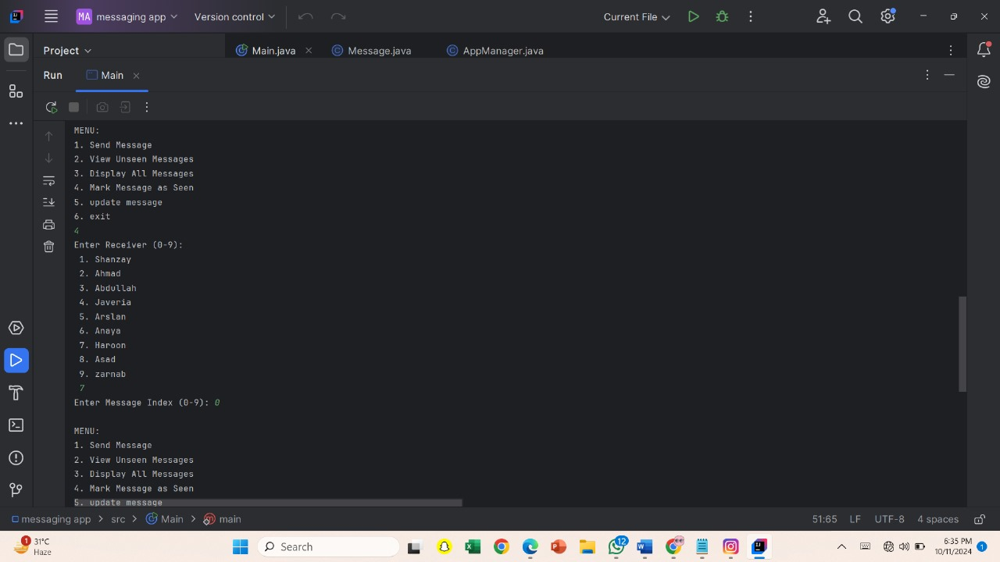 MA messaging app Version control Current File
Project Main.java Message.java AppManager.java
Run Main
MENU:
1. Send Message
2. View Unseen Messages
3. Display All Messages
4. Mark Message as Seen
5. update message
6. exit
4
Enter Receiver (0-9):
1. Shanzay
2. Ahmad
3. Abdullah
4. Javeria
5. Arslan
6. Anaya
7. Haroon
8. Asad
9. zarnab
7
Enter Message Index (0-9): 0
MENU:
1. Send Message
2. View Unseen Messages
3. Display All Messages
4. Mark Message as Seen
5. update message
messaging app > src > Main > main 51:65 LF UTF-8 4 spaces
1 31°C Search 12 6:35 PM
Haze 10/11/2024 1